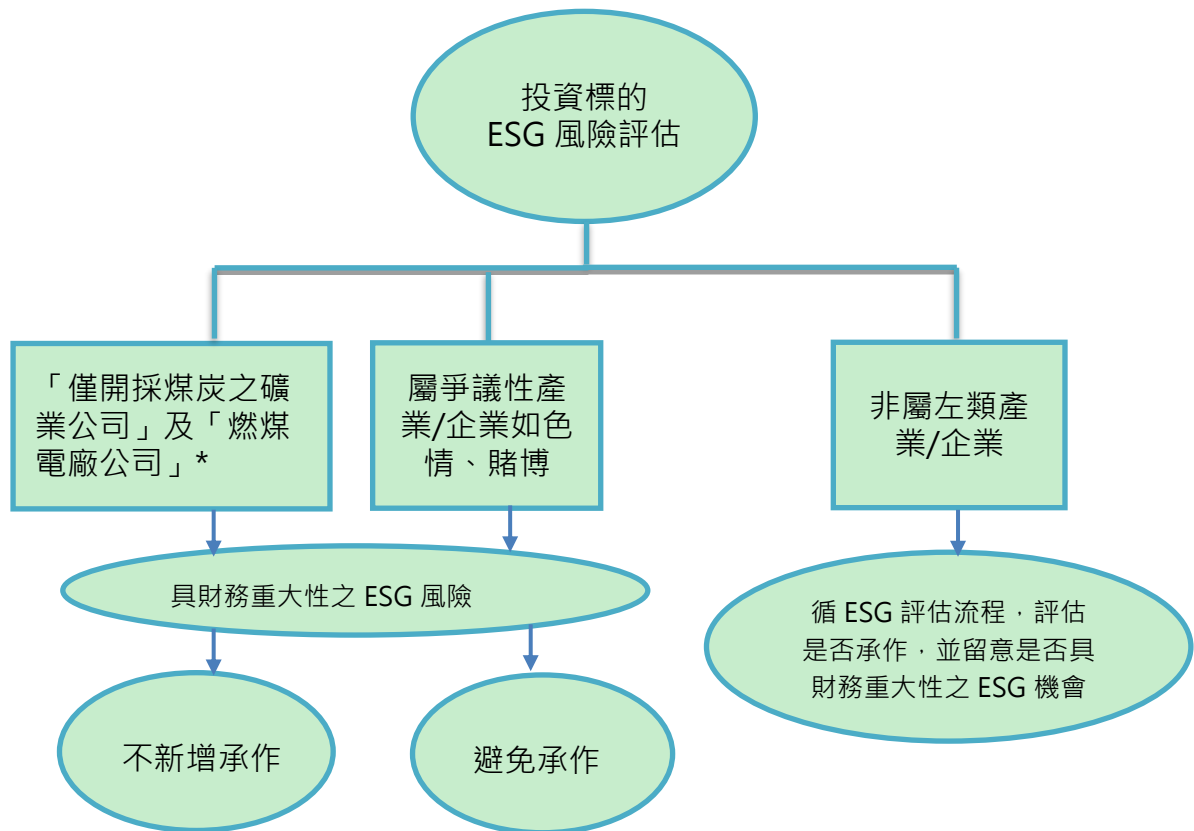 投資標的
ESG 風險評估
「僅開採煤炭之礦
業公司」及「燃煤
電廠公司」*
屬爭議性產
業/企業如色
情、賭博
非屬左類產
業/企業
具財務重大性之 ESG 風險
循 ESG 評估流程，評估
是否承作，並留意是否具
財務重大性之 ESG 機會
不新增承作
避免承作